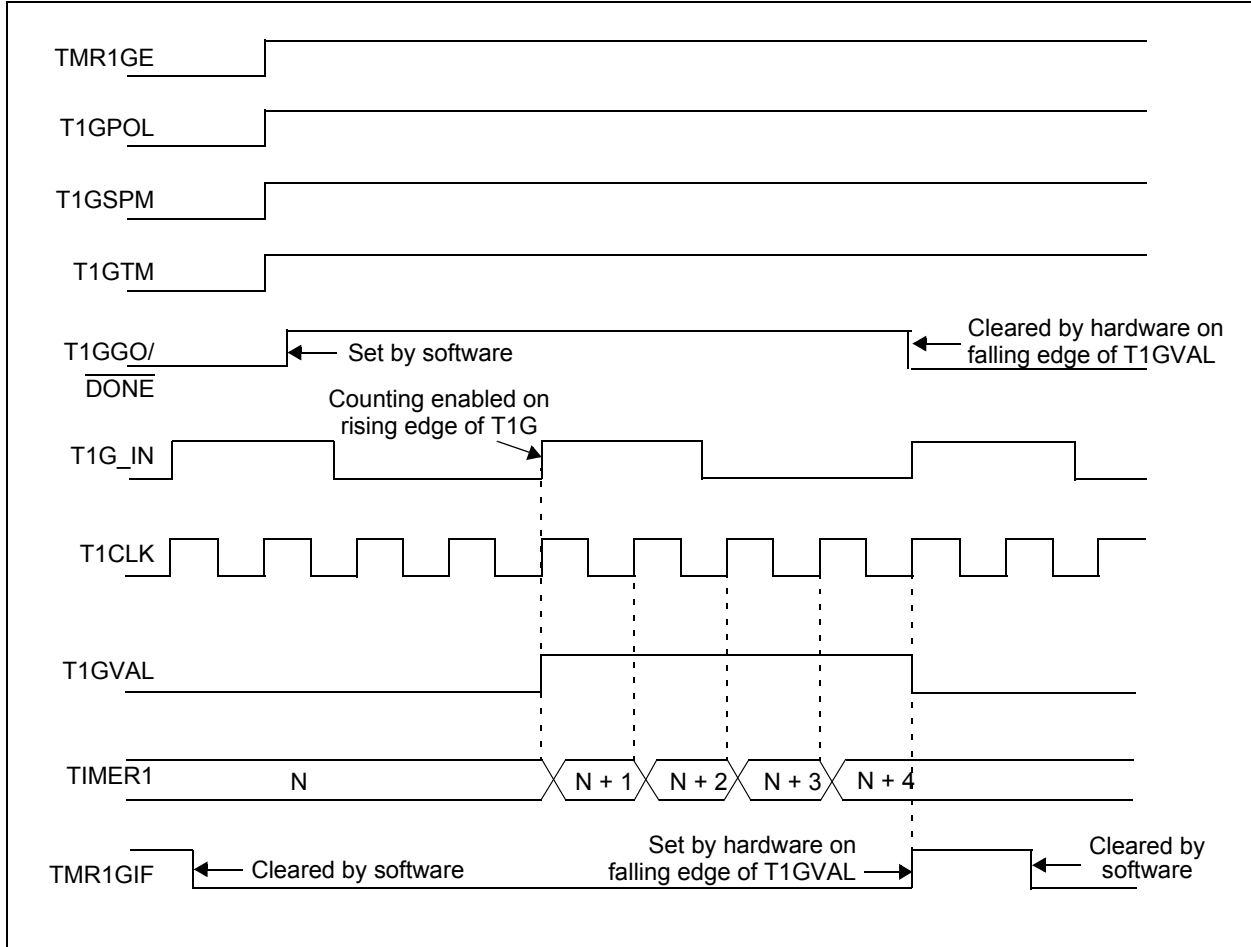 TMR1GE
T1GPOL
T1GSPM
T1GTM
T1GGO/
DONE
Set by software
Cleared by hardware on
falling edge of T1GVAL
Counting enabled on
rising edge of T1G
T1G_IN
T1CLK
T1GVAL
TIMER1
N
N + 1
N + 2
N + 3
N + 4
TMR1GIF
Cleared by software
Set by hardware on
falling edge of T1GVAL
Cleared by
software